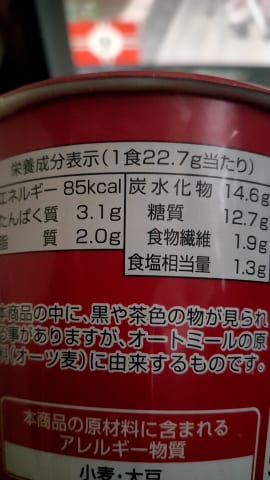 栄養成分表示(1食22.7g当たり)
エネルギー 85kcal
たんぱく質 3.1g
脂質 2.0g
炭水化物 14.6g
糖質 12.7g
食物繊維 1.9g
食塩相当量 1.3g
本商品の中に、黒や茶色の物が見られ
る事がありますが、オートミールの原
料(オーツ麦)に由来するものです。
本商品の原材料に含まれる
アレルギー物質
小麦・大豆